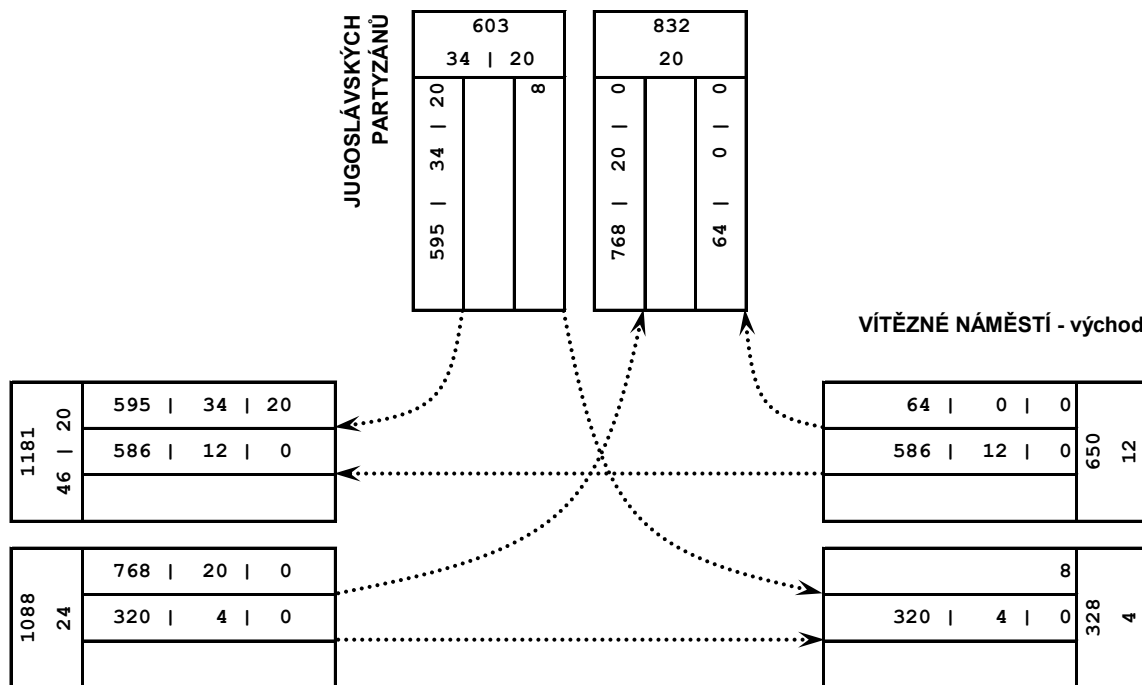 JUGOSLÁVSKÝCH
PARTYZÁNŮ
603
34 | 20
595 | 34 | 20
8
832
20
768 | 20 | 0
64 | 0 | 0
VÍTĚZNÉ NÁMĚSTÍ - východ
1181
46 | 20
595 | 34 | 20
586 | 12 | 0
64 | 0 | 0
586 | 12 | 0
650
12
1088
24
768 | 20 | 0
320 | 4 | 0
8
320 | 4 | 0
328
4